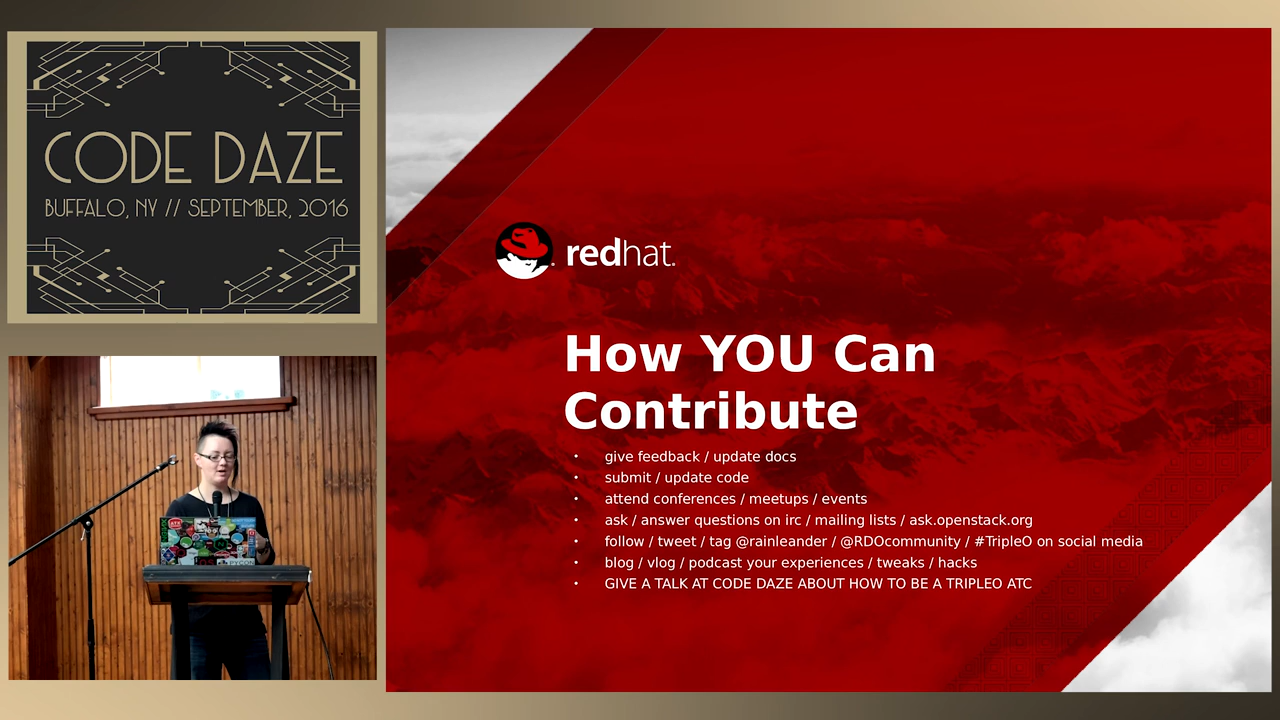 CODE DAZE
BUFFALO, NY // SEPTEMBER, 2016
redhat.
How YOU Can
Contribute
• give feedback / update docs
• submit / update code
• attend conferences / meetups / events
• ask / answer questions on irc / mailing lists / ask.openstack.org
• follow / tweet / tag @rainleander / @RDOcommunity / #TripleO on social media
• blog / vlog / podcast your experiences / tweaks / hacks
• GIVE A TALK AT CODE DAZE ABOUT HOW TO BE A TRIPLEO ATC